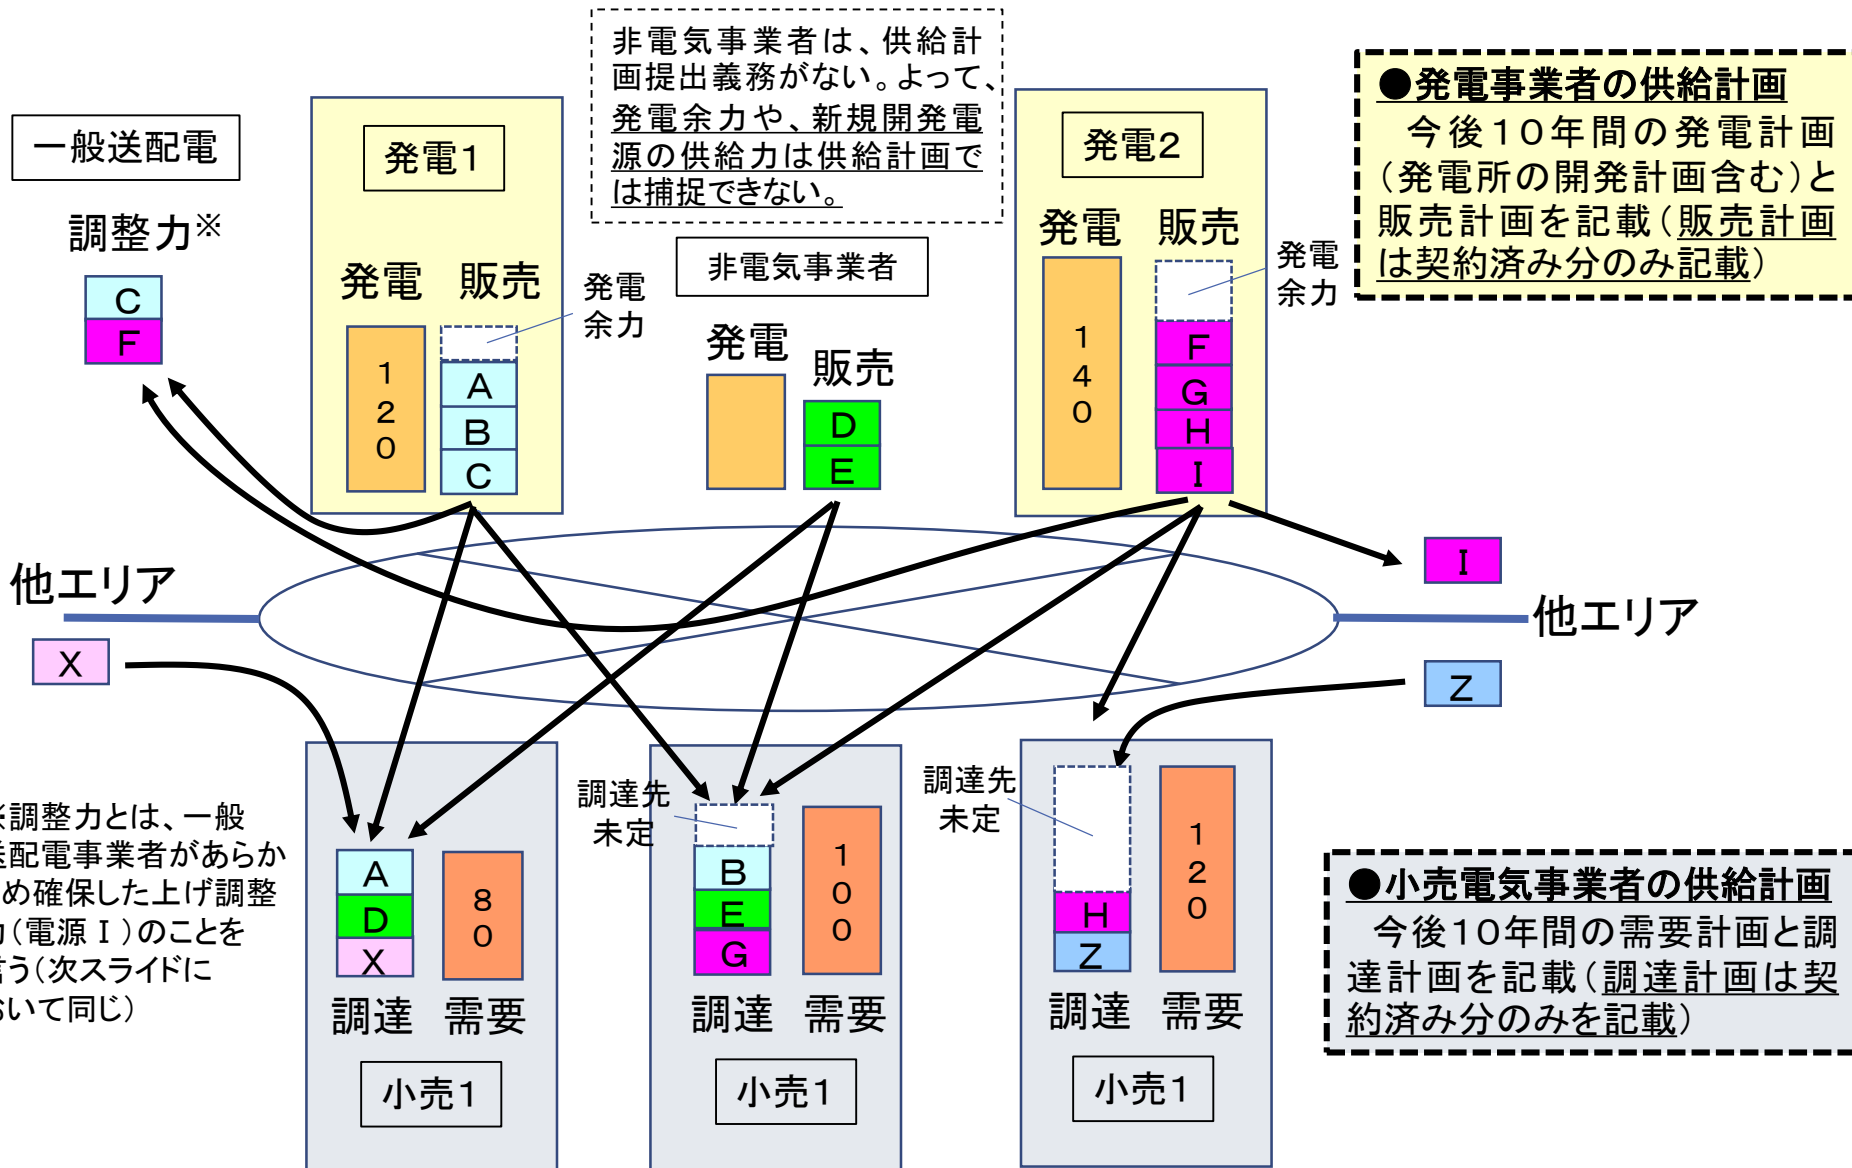 非電気事業者は、供給計
画提出義務がない。よって、
発電余力や、新規開発電
源の供給力は供給計画で
は捕捉できない。
●発電事業者の供給計画
今後10年間の発電計画
(発電所の開発計画含む)と
販売計画を記載(販売計画
は契約済み分のみ記載)
一般送配電
調整力※
C
F
発電1
発電
販売
発電
余力
120
A
B
C
非電気事業者
発電
販売
D
E
発電2
発電
販売
発電
余力
140
F
G
H
I
他エリア
X
I
他エリア
Z
※調整力とは、一般
送配電事業者があらか
め確保した上げ調整
力(電源Ⅰ)のことを
言う(次スライドに
おいて同じ)
A
D
X
80
調達
需要
小売1
調達先
未定
B
E
G
100
調達
需要
小売1
調達先
未定
H
Z
120
調達
需要
小売1
●小売電気事業者の供給計画
今後10年間の需要計画と調
達計画を記載(調達計画は契
約済み分のみを記載)